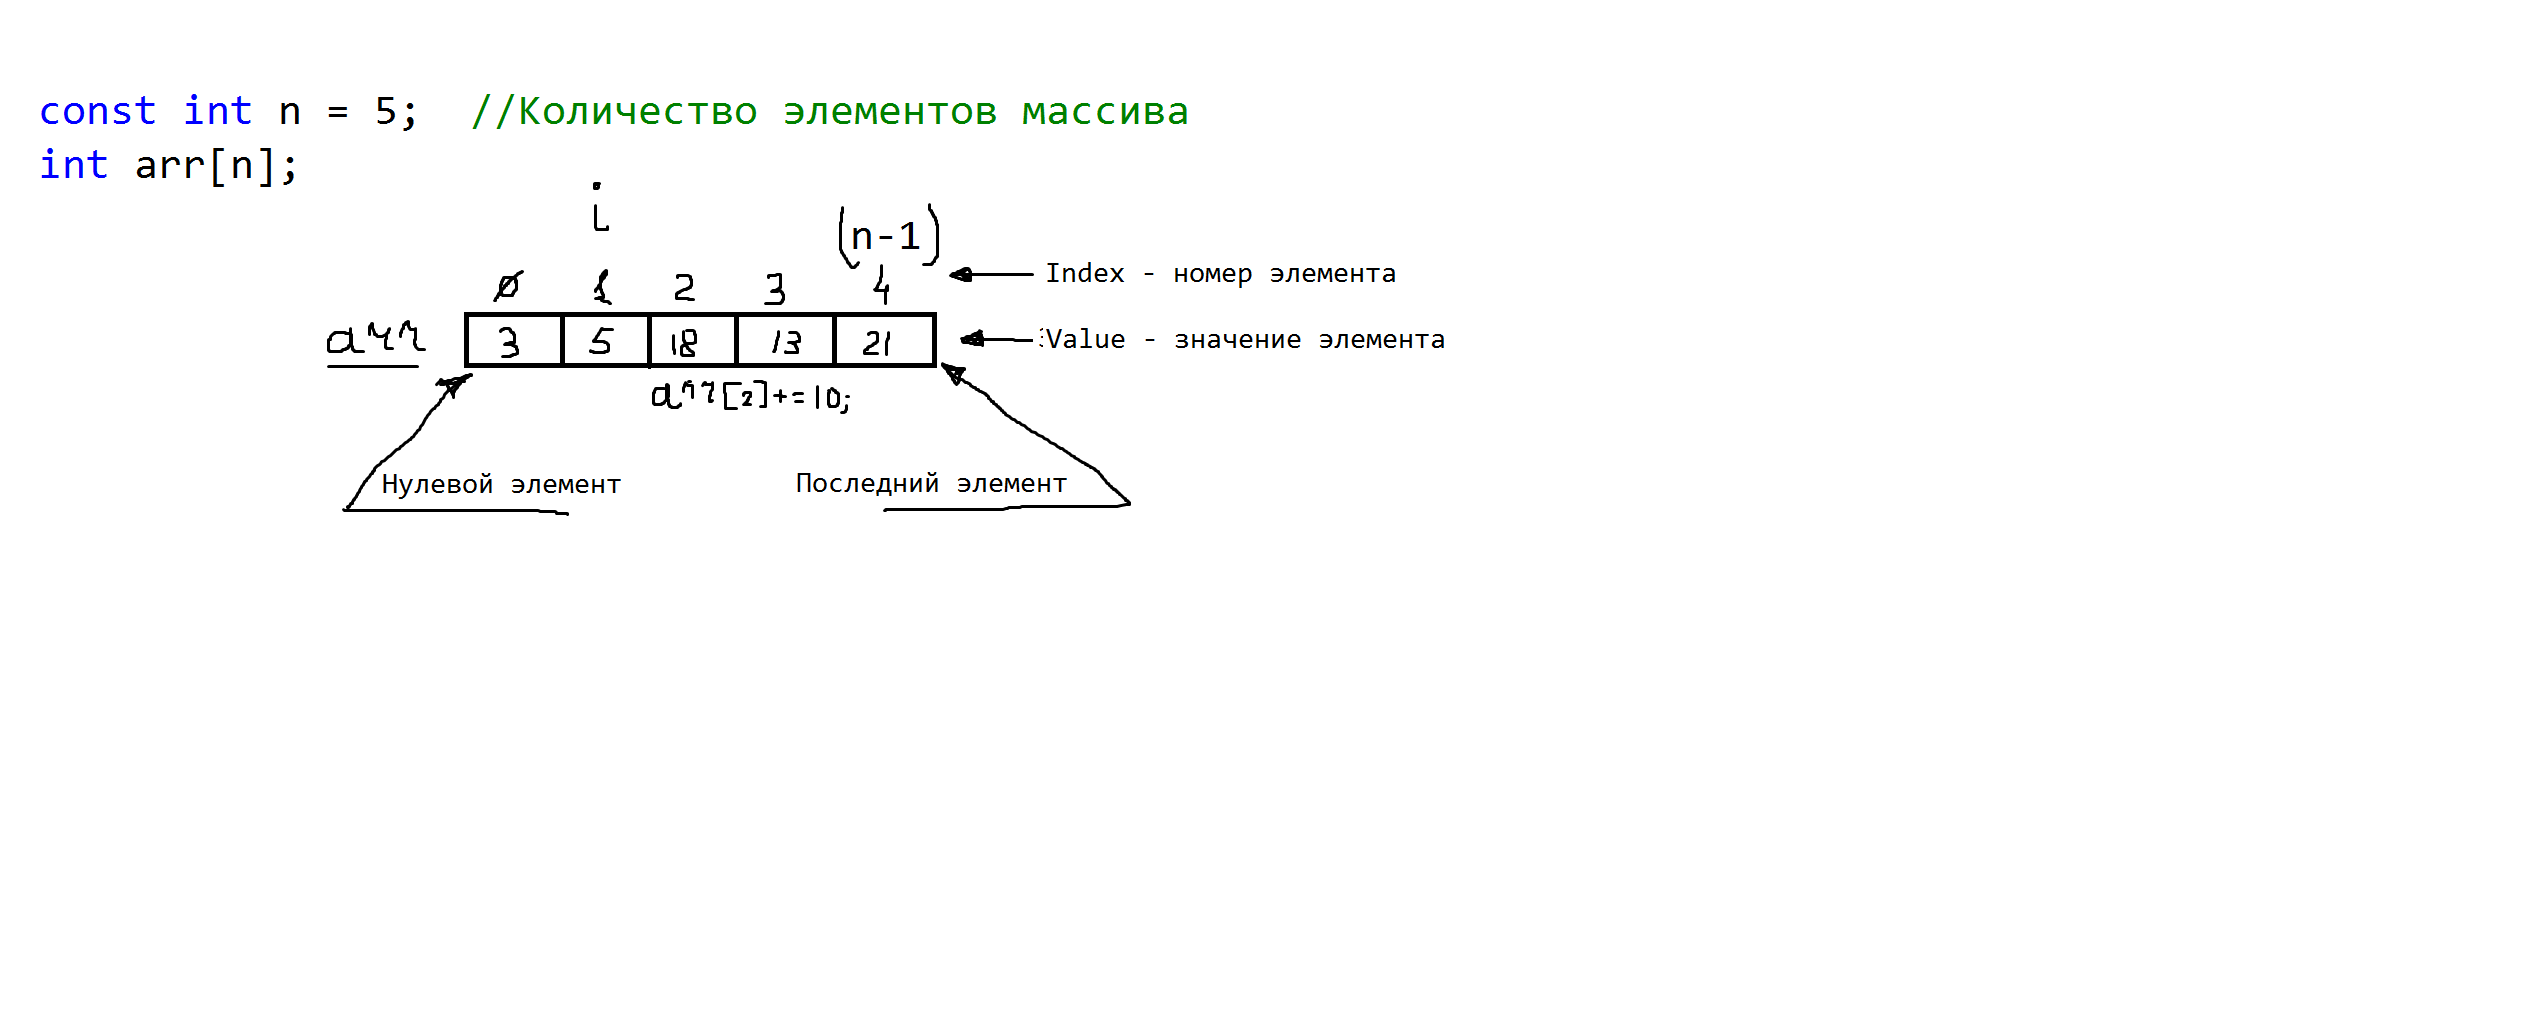 const int n = 5;  //Количество элементов массива
int arr[n];
i
(n-1)
0 1 2 3 4 Index - номер элемента
arr 3 5 18 13 21 Value - значение элемента
arr[2]+=10;
Нулевой элемент Последний элемент